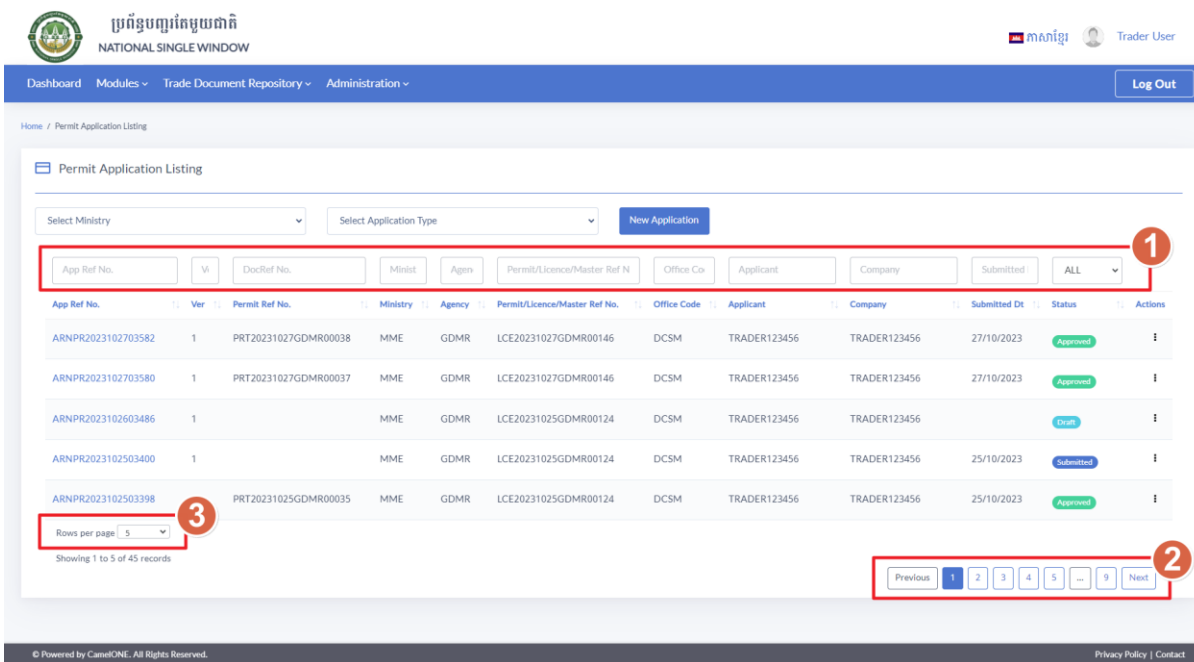 ប្រព័ន្ធបញ្ជរតែមួយជាតិ
NATIONAL SINGLE WINDOW
ភាសាខ្មែរ Trader User
Dashboard Modules Trade Document Repository Administration Log Out
Home / Permit Application Listing
Permit Application Listing
Select Ministry Select Application Type New Application
1
App Ref No. V DocRef No. Minist Agen Permit/Licence/Master Ref N Office Co Applicant Company Submitted ALL
App Ref No. Ver Permit Ref No. Ministry Agency Permit/Licence/Master Ref No. Office Code Applicant Company Submitted Dt Status Actions
ARNPR2023102703582 1 PRT20231027GDMR00038 MME GDMR LCE20231027GDMR00146 DCSM TRADER123456 TRADER123456 27/10/2023 Approved
ARNPR2023102703580 1 PRT20231027GDMR00037 MME GDMR LCE20231027GDMR00146 DCSM TRADER123456 TRADER123456 27/10/2023 Approved
ARNPR2023102603486 1 MME GDMR LCE20231025GDMR00124 DCSM TRADER123456 TRADER123456 Draft
ARNPR2023102503400 1 MME GDMR LCE20231025GDMR00124 DCSM TRADER123456 TRADER123456 25/10/2023 Submitted
ARNPR2023102503398 PRT20231025GDMR00035 MME GDMR LCE20231025GDMR00124 DCSM TRADER123456 TRADER123456 25/10/2023 Approved
3
Rows per page 5
Showing 1 to 5 of 45 records
2
Previous 1 2 3 4 5 ... 9 Next
© Powered by CamelONE. All Rights Reserved. Privacy Policy | Contact